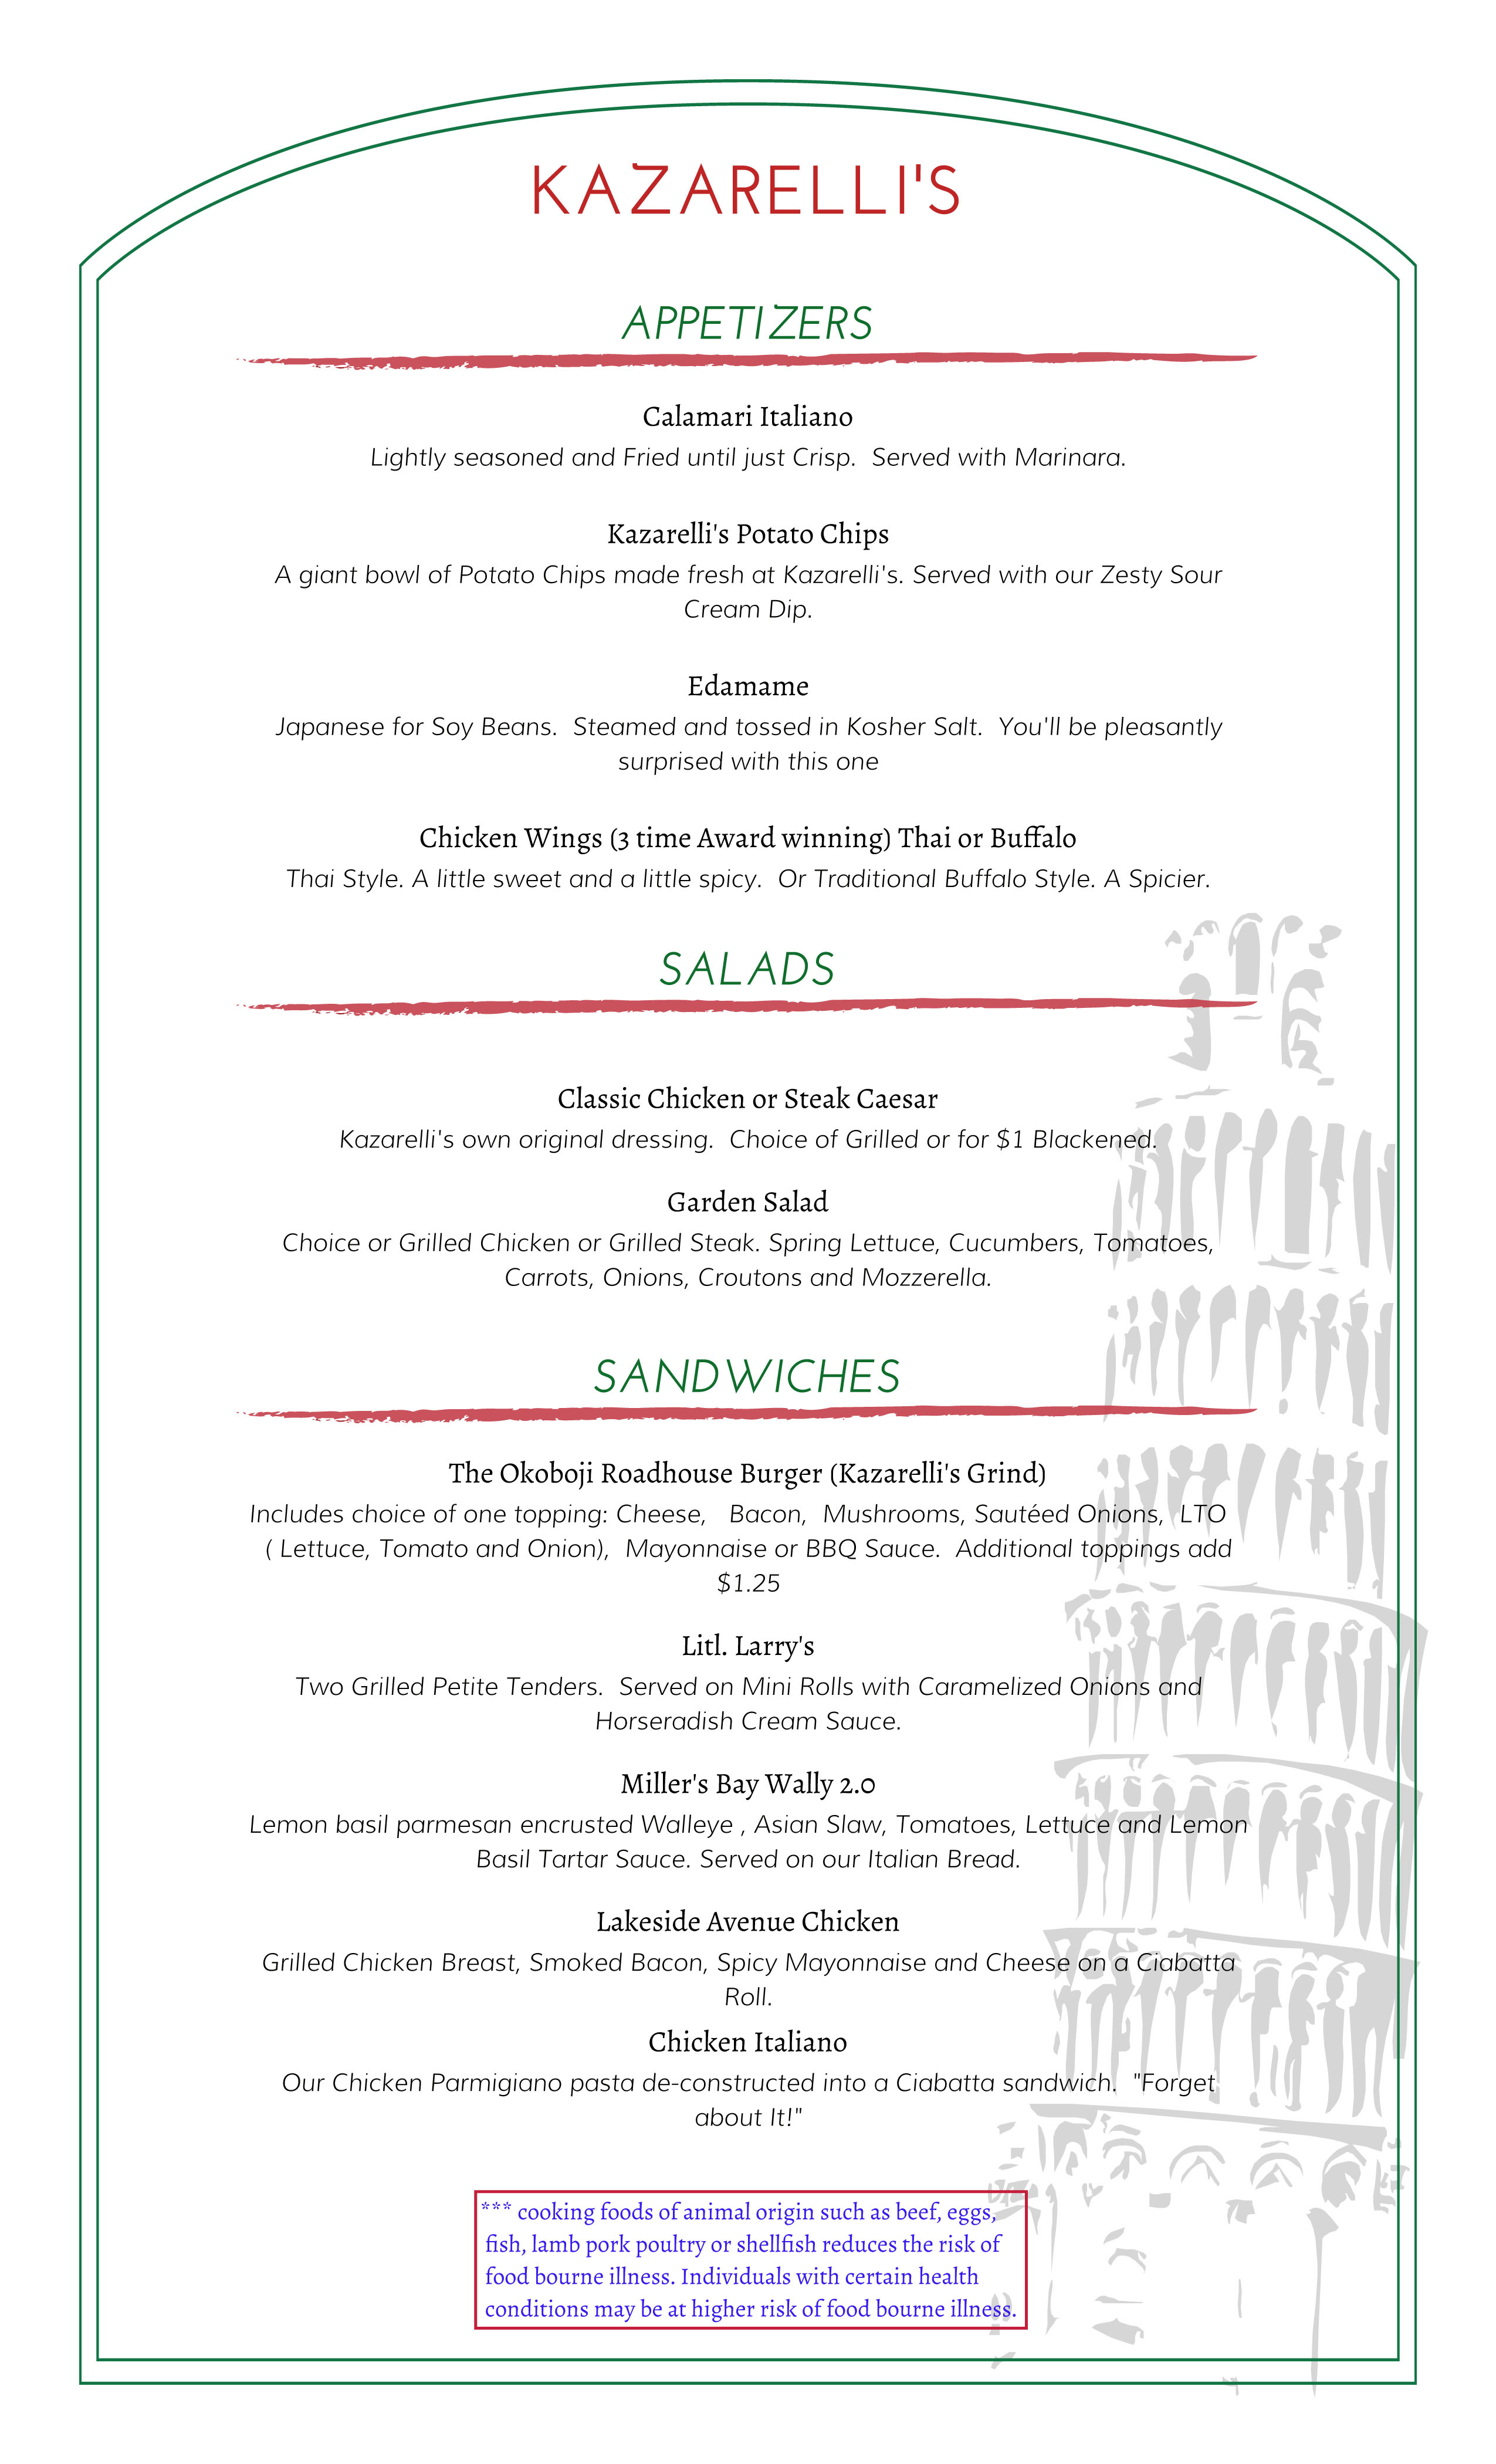 KAZARELLI'S
APPETIZERS
Calamari Italiano
Lightly seasoned and Fried until just Crisp.  Served with Marinara.
Kazarelli's Potato Chips
A giant bowl of Potato Chips made fresh at Kazarelli's. Served with our Zesty Sour
Cream Dip.
Edamame
Japanese for Soy Beans.  Steamed and tossed in Kosher Salt.  You'll be pleasantly
surprised with this one
Chicken Wings (3 time Award winning) Thai or Buffalo
Thai Style. A little sweet and a little spicy.  Or Traditional Buffalo Style. A Spicier.
SALADS
Classic Chicken or Steak Caesar
Kazarelli's own original dressing.  Choice of Grilled or for $1 Blackened.
Garden Salad
Choice or Grilled Chicken or Grilled Steak. Spring Lettuce, Cucumbers, Tomatoes,
Carrots, Onions, Croutons and Mozzerella.
SANDWICHES
The Okoboji Roadhouse Burger (Kazarelli's Grind)
Includes choice of one topping: Cheese,   Bacon,  Mushrooms, Sautéed Onions,  LTO
( Lettuce, Tomato and Onion),  Mayonnaise or BBQ Sauce.  Additional toppings add
$1.25
Litl. Larry's
Two Grilled Petite Tenders.  Served on Mini Rolls with Caramelized Onions and
Horseradish Cream Sauce.
Miller's Bay Wally 2.0
Lemon basil parmesan encrusted Walleye , Asian Slaw, Tomatoes, Lettuce and Lemon
Basil Tartar Sauce. Served on our Italian Bread.
Lakeside Avenue Chicken
Grilled Chicken Breast, Smoked Bacon, Spicy Mayonnaise and Cheese on a Ciabatta
Roll.
Chicken Italiano
Our Chicken Parmigiano pasta de-constructed into a Ciabatta sandwich.  "Forget
about It!"
*** cooking foods of animal origin such as beef, eggs,
fish, lamb pork poultry or shellfish reduces the risk of
food bourne illness. Individuals with certain health
conditions may be at higher risk of food bourne illness.